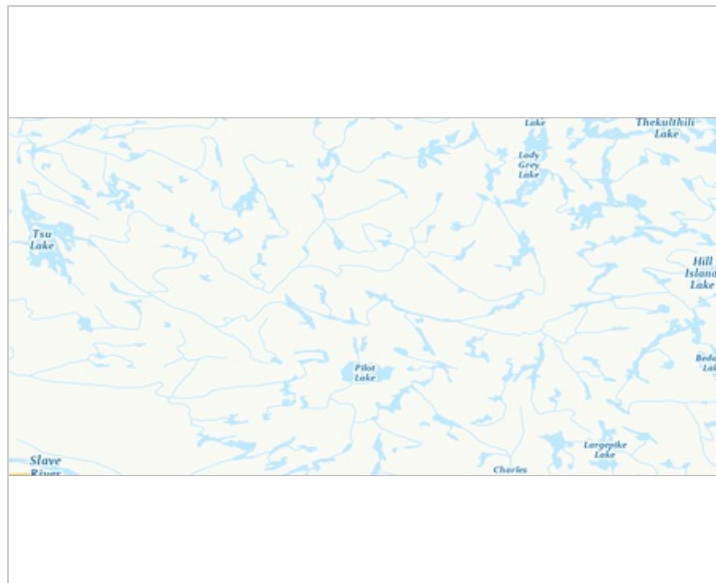 Lake
Thekulthili
Lake
Lady
Grey
Lake
Tsu
Lake
Hill
Island
Lake
Pilot
Lake
Largepike
Lake
Slave
River
Charles